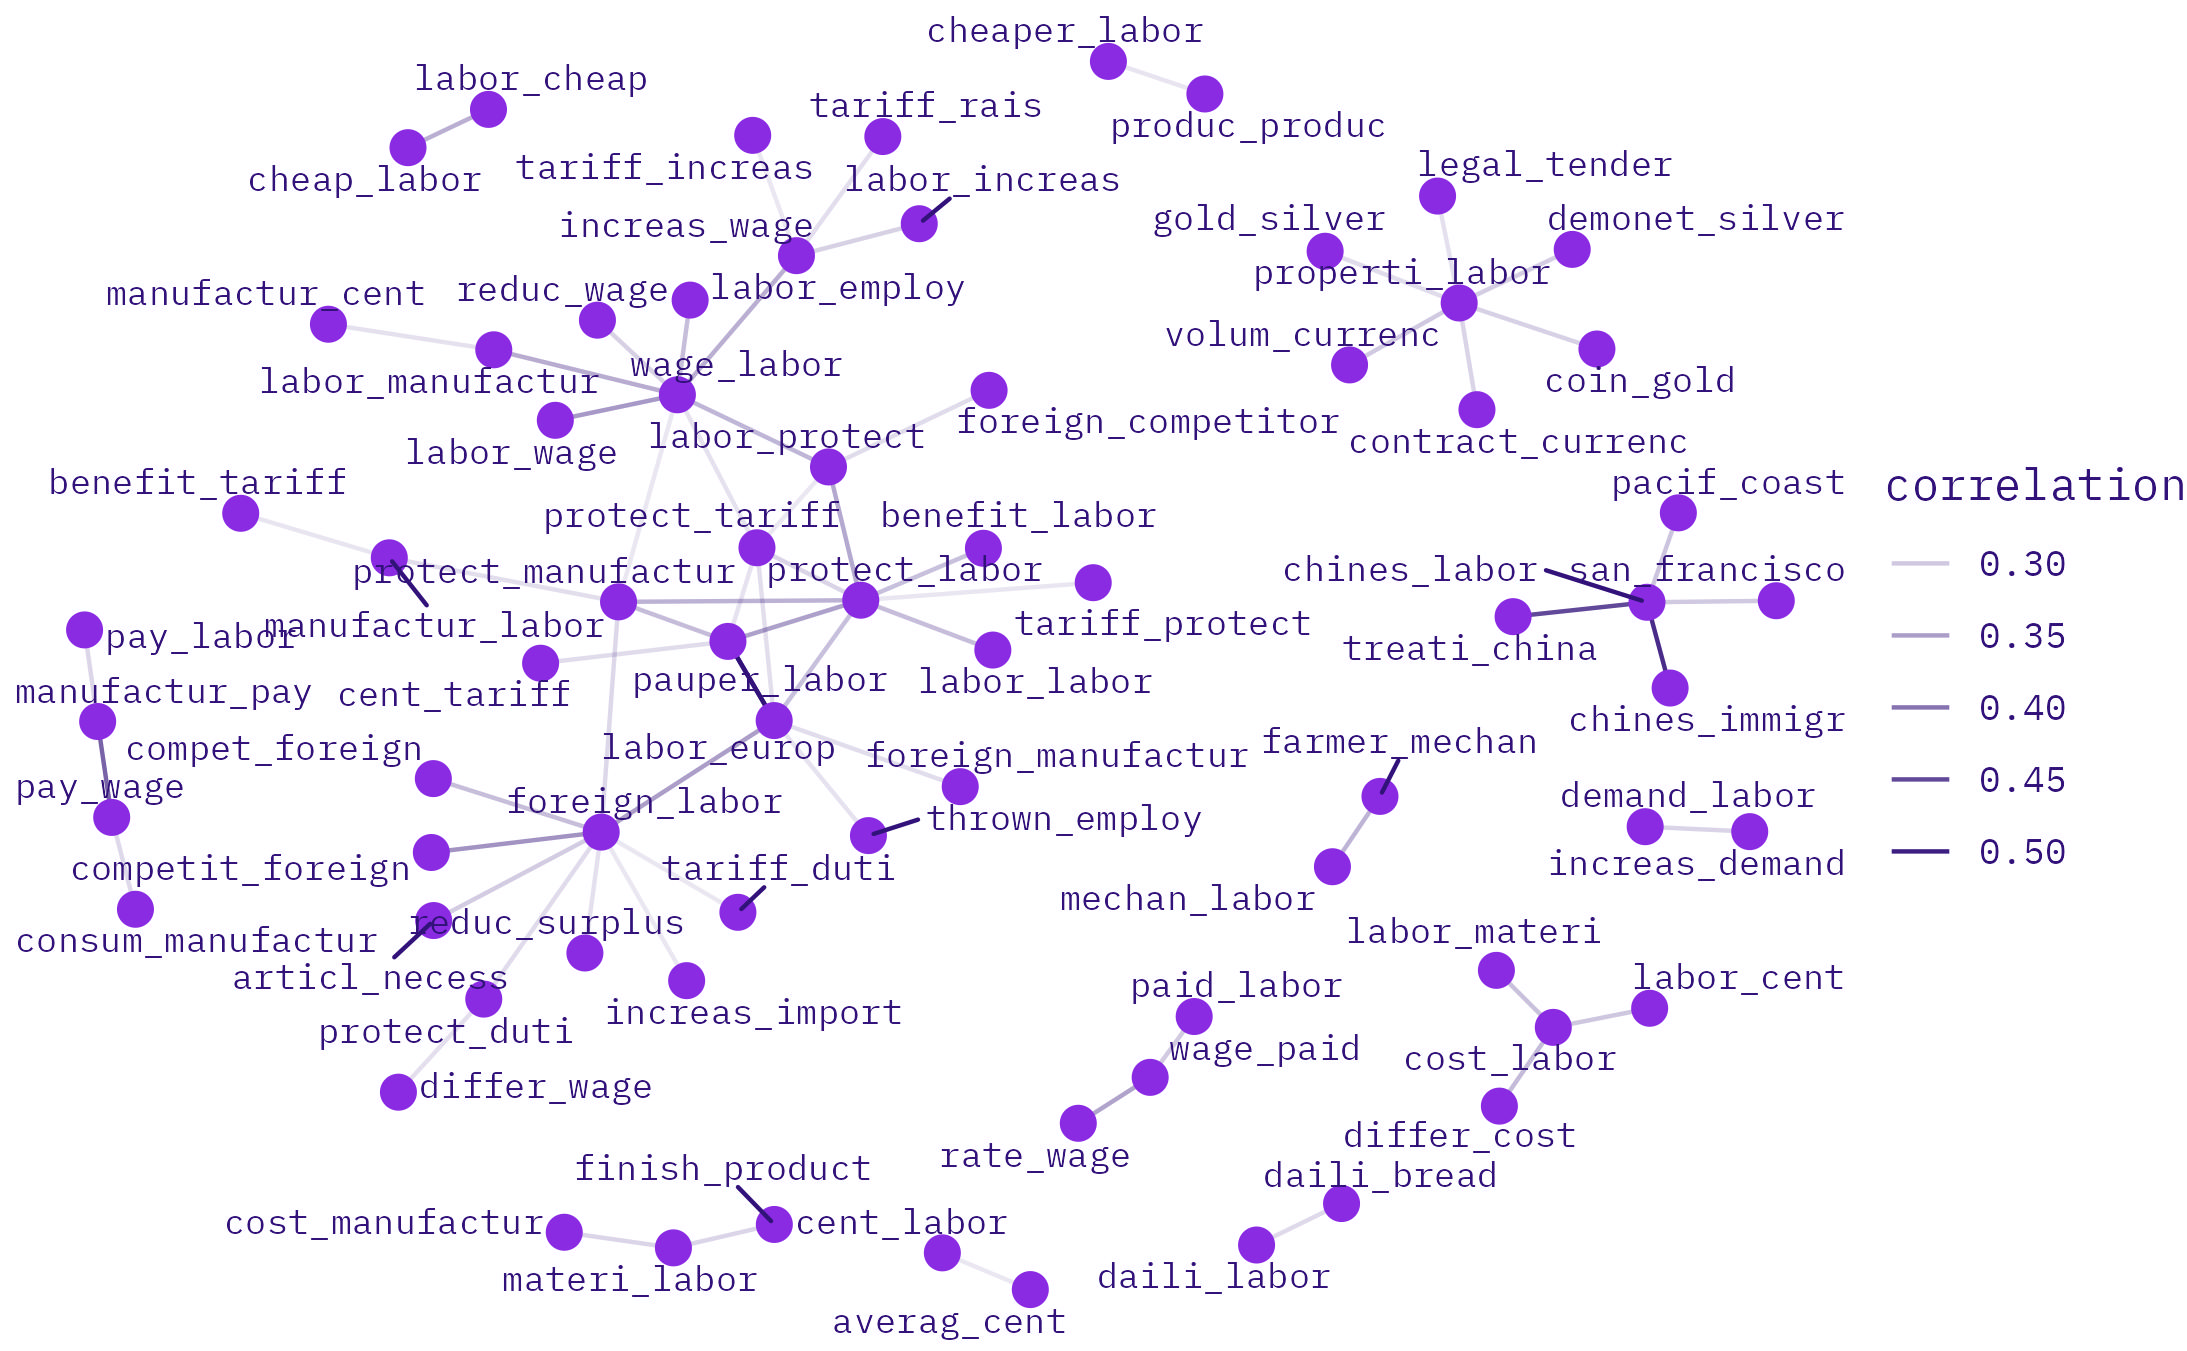 cheaper_labor
labor_cheap
tariff_rais
produc_produc
cheap_labor
tariff_increas
labor_increas
legal_tender
gold_silver
demonet_silver
increas_wage
properti_labor
manufactur_cent
reduc_wage
labor_employ
volum_currenc
wage_labor
labor_manufactur
coin_gold
foreign_competitor
labor_protect
contract_currenc
labor_wage
benefit_tariff
pacif_coast
correlation
protect_tariff
benefit_labor
protect_manufactur
protect_labor
chines_labor
san_francisco
0.30
manufactur_labor
pay_labor
tariff_protect
treati_china
0.35
manufactur_pay
cent_tariff
pauper_labor
labor_labor
0.40
chines_immigr
compet_foreign
labor_europ
foreign_manufactur
farmer_mechan
pay_wage
foreign_labor
demand_labor
0.45
thrown_employ
competit_foreign
tariff_duti
increas_demand
0.50
mechan_labor
consum_manufactur
reduc_surplus
labor_materi
articl_necess
paid_labor
labor_cent
increas_import
protect_duti
wage_paid
cost_labor
differ_wage
differ_cost
rate_wage
finish_product
daili_bread
cost_manufactur
cent_labor
materi_labor
daili_labor
averag_cent